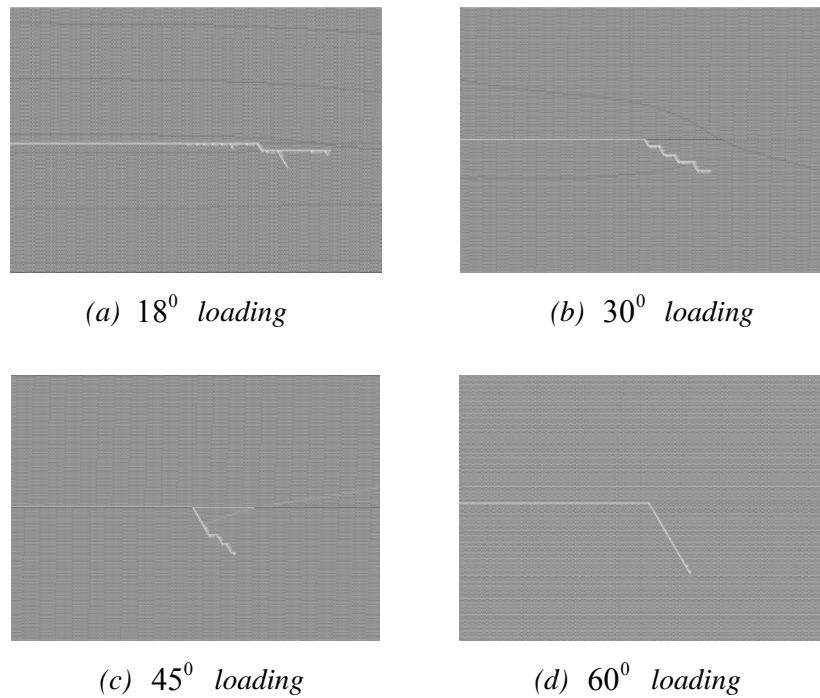 (a) 18⁰ loading
(b) 30⁰ loading
(c) 45⁰ loading
(d) 60⁰ loading